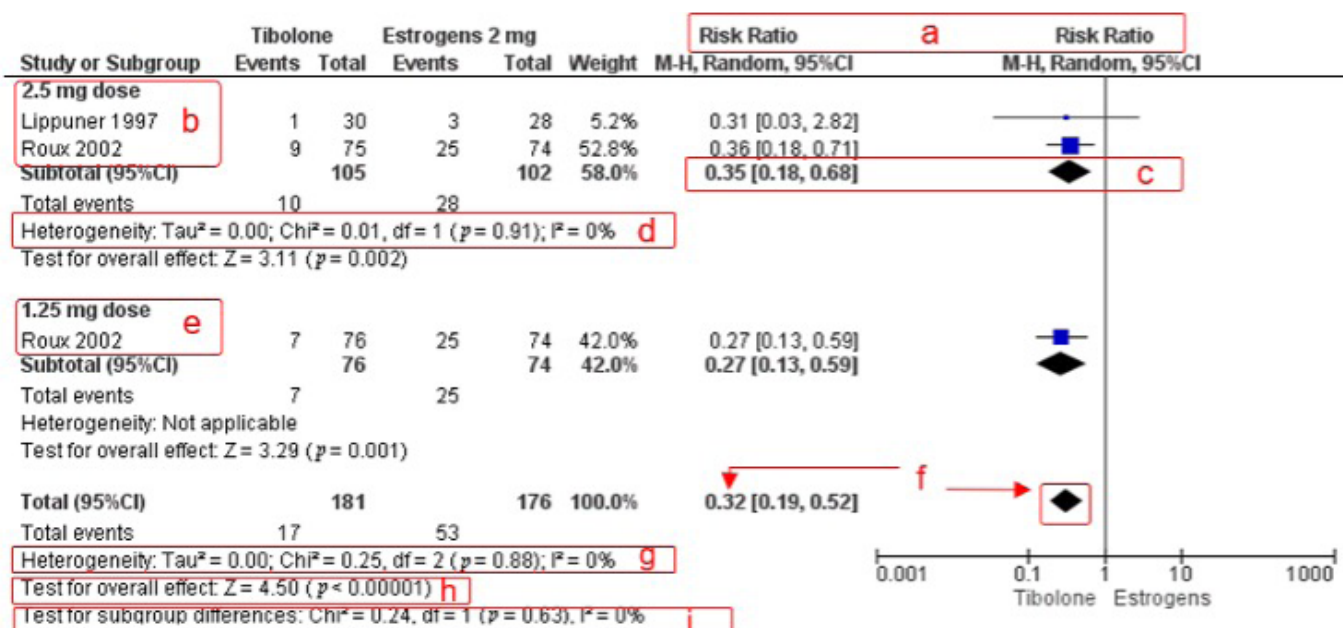 Tibolone Estrogens 2 mg Risk Ratio a Risk Ratio
Study or Subgroup Events Total Events Total Weight M-H, Random, 95%CI M-H, Random, 95%CI
2.5 mg dose
Lippuner 1997 b 1 30 3 28 5.2% 0.31 [0.03, 2.82]
Roux 2002 9 75 25 74 52.8% 0.36 [0.18, 0.71]
Subtotal (95%CI) 105 102 58.0% 0.35 [0.18, 0.68] c
Total events 10 28
Heterogeneity: Tau² = 0.00; Chi² = 0.01, df = 1 (p = 0.91); I² = 0% d
Test for overall effect: Z = 3.11 (p = 0.002)
1.25 mg dose e
Roux 2002 7 76 25 74 42.0% 0.27 [0.13, 0.59]
Subtotal (95%CI) 76 74 42.0% 0.27 [0.13, 0.59]
Total events 7 25
Heterogeneity: Not applicable
Test for overall effect: Z = 3.29 (p = 0.001)
f
Total (95%CI) 181 176 100.0% 0.32 [0.19, 0.52]
Total events 17 53
Heterogeneity: Tau² = 0.00; Chi² = 0.25, df = 2 (p = 0.88); I² = 0% g
Test for overall effect: Z = 4.50 (p < 0.00001) h
0.001 0.1 1 10 1000
Tibolone Estrogens
Test for subgroup differences: Chi² = 0.24, df = 1 (p = 0.63), I² = 0% i